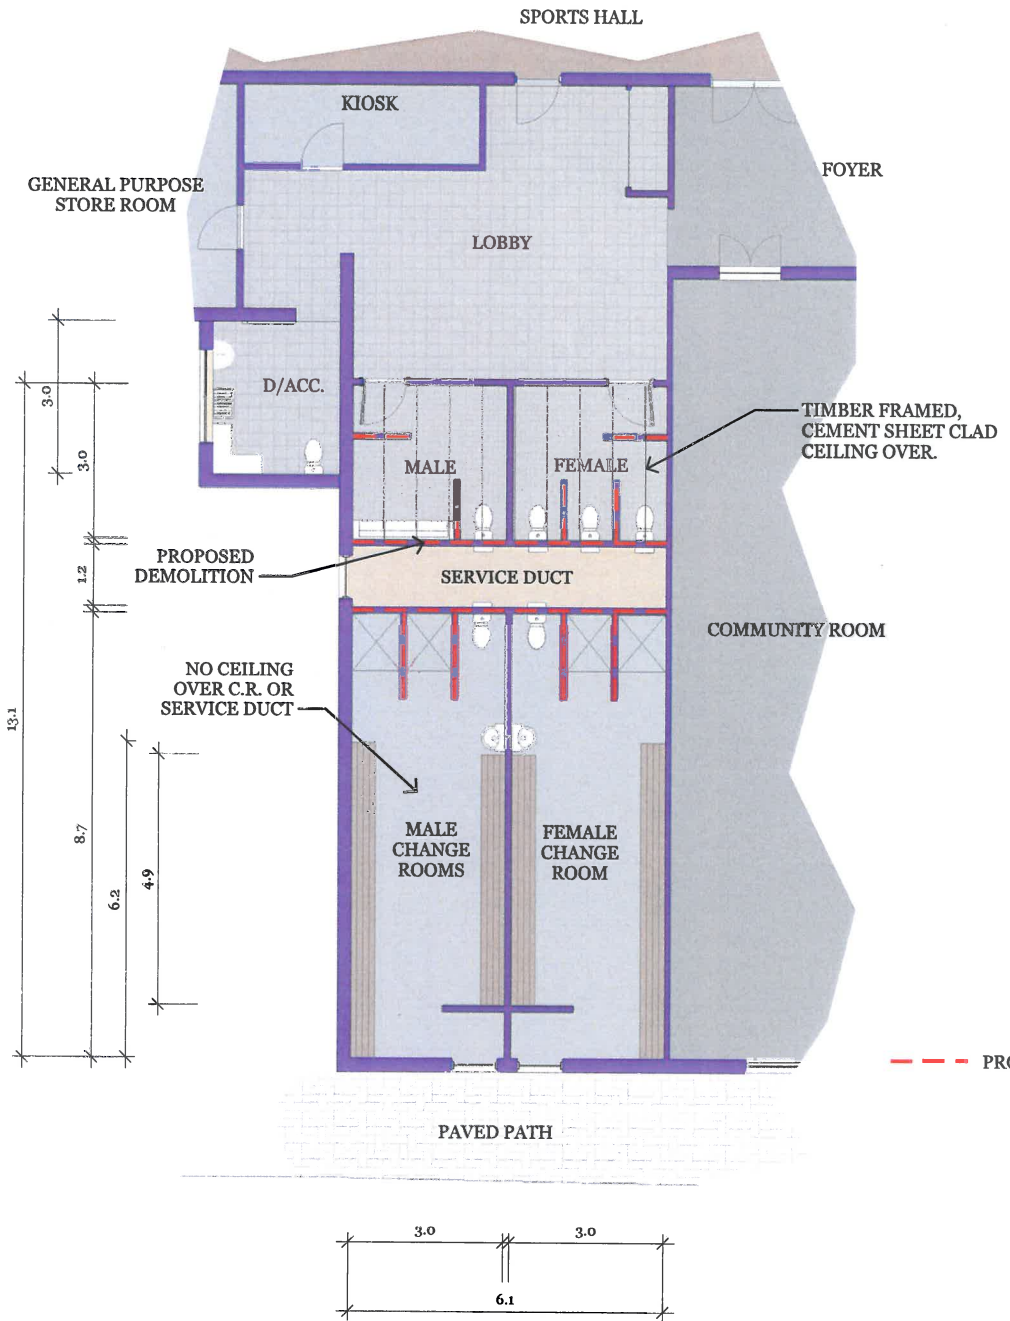 SPORTS HALL
KIOSK
GENERAL PURPOSE
STORE ROOM
FOYER
LOBBY
3.0
D/ACC.
TIMBER FRAMED,
CEMENT SHEET CLAD
CEILING OVER.
3.0
MALE
FEMALE
PROPOSED
DEMOLITION
1.2
SERVICE DUCT
COMMUNITY ROOM
NO CEILING
OVER C.R. OR
SERVICE DUCT
13.1
8.7
6.2
4.9
MALE
CHANGE
ROOMS
FEMALE
CHANGE
ROOM
PAVED PATH
3.0
3.0
6.1